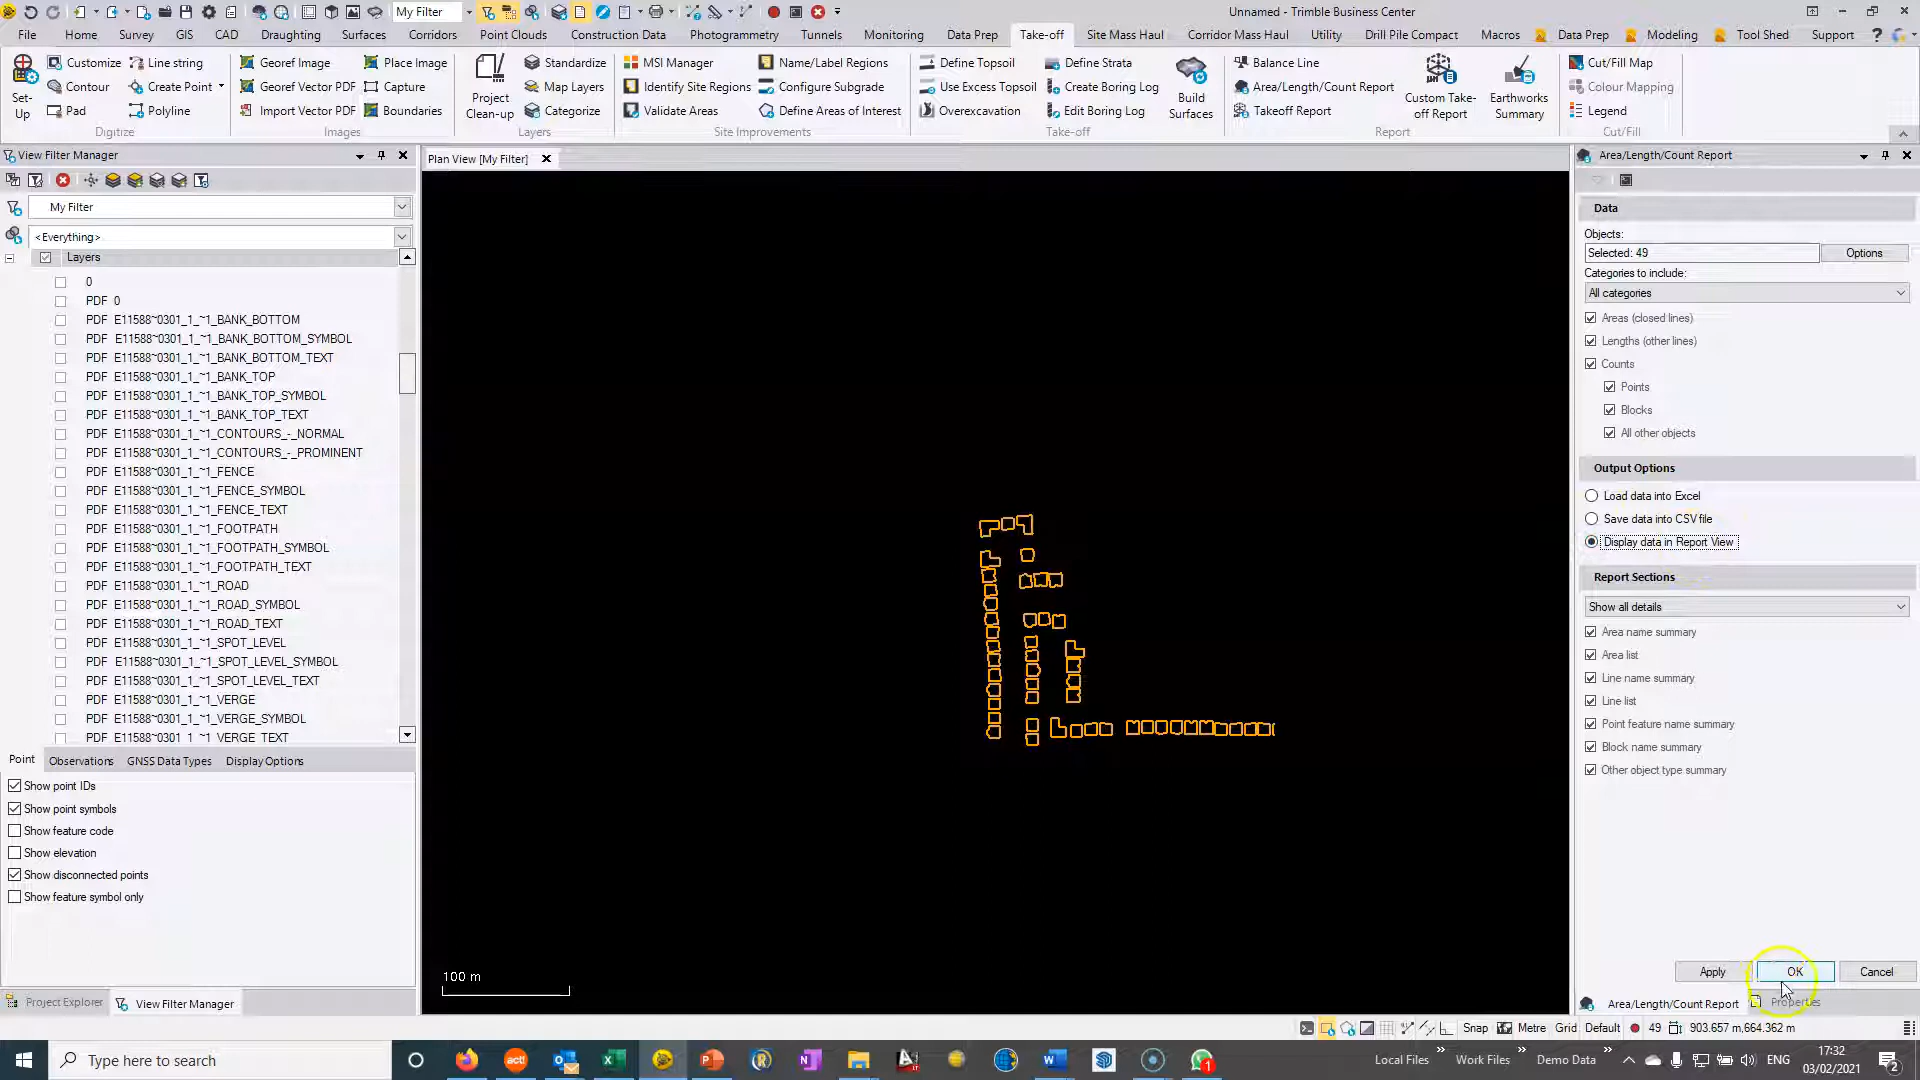 My Filter
Unnamed - Trimble Business Center
File Home Survey GIS CAD Draughting Surfaces Corridors Point Clouds Construction Data Photogrammetry Tunnels Monitoring Data Prep Take-off Site Mass Haul Corridor Mass Haul Utility Drill Pile Compact Macros Data Prep Modeling Tool Shed Support
Set-Up
Customize
Contour
Pad
Line string
Create Point
Polyline
Digitize
Georef Image
Georef Vector PDF
Import Vector PDF
Place Image
Capture
Boundaries
Images
Project Clean-up
Standardize
Map Layers
Categorize
Layers
MSI Manager
Identify Site Regions
Validate Areas
Name/Label Regions
Configure Subgrade
Define Areas of Interest
Site Improvements
Define Topsoil
Use Excess Topsoil
Overexcavation
Define Strata
Create Boring Log
Edit Boring Log
Build Surfaces
Take-off
Balance Line
Area/Length/Count Report
Takeoff Report
Custom Take-off Report
Earthworks Summary
Report
Cut/Fill Map
Colour Mapping
Legend
Cut/Fill
View Filter Manager
My Filter
<Everything>
Layers
0
PDF 0
PDF E11588~0301_1_~1_BANK_BOTTOM
PDF E11588~0301_1_~1_BANK_BOTTOM_SYMBOL
PDF E11588~0301_1_~1_BANK_BOTTOM_TEXT
PDF E11588~0301_1_~1_BANK_TOP
PDF E11588~0301_1_~1_BANK_TOP_SYMBOL
PDF E11588~0301_1_~1_BANK_TOP_TEXT
PDF E11588~0301_1_~1_CONTOURS_-_NORMAL
PDF E11588~0301_1_~1_CONTOURS_-_PROMINENT
PDF E11588~0301_1_~1_FENCE
PDF E11588~0301_1_~1_FENCE_SYMBOL
PDF E11588~0301_1_~1_FENCE_TEXT
PDF E11588~0301_1_~1_FOOTPATH
PDF E11588~0301_1_~1_FOOTPATH_SYMBOL
PDF E11588~0301_1_~1_FOOTPATH_TEXT
PDF E11588~0301_1_~1_ROAD
PDF E11588~0301_1_~1_ROAD_SYMBOL
PDF E11588~0301_1_~1_ROAD_TEXT
PDF E11588~0301_1_~1_SPOT_LEVEL
PDF E11588~0301_1_~1_SPOT_LEVEL_SYMBOL
PDF E11588~0301_1_~1_SPOT_LEVEL_TEXT
PDF E11588~0301_1_~1_VERGE
PDF E11588~0301_1_~1_VERGE_SYMBOL
PDF E11588~0301_1_~1_VERGE_TEXT
Point Observations GNSS Data Types Display Options
Show point IDs
Show point symbols
Show feature code
Show elevation
Show disconnected points
Show feature symbol only
Project Explorer View Filter Manager
Plan View [My Filter]
100 m
Area/Length/Count Report
Data
Objects:
Selected: 49
Options
Categories to include:
All categories
Areas (closed lines)
Lengths (other lines)
Counts
Points
Blocks
All other objects
Output Options
Load data into Excel
Save data into CSV file
Display data in Report View
Report Sections
Show all details
Area name summary
Area list
Line name summary
Line list
Point feature name summary
Block name summary
Other object type summary
Apply OK Cancel
Area/Length/Count Report Properties
Snap Metre Grid Default 49 903.657 m,664.362 m
Type here to search
act!
1
Local Files » Work Files » Demo Data »
ENG
17:32
03/02/2021
2